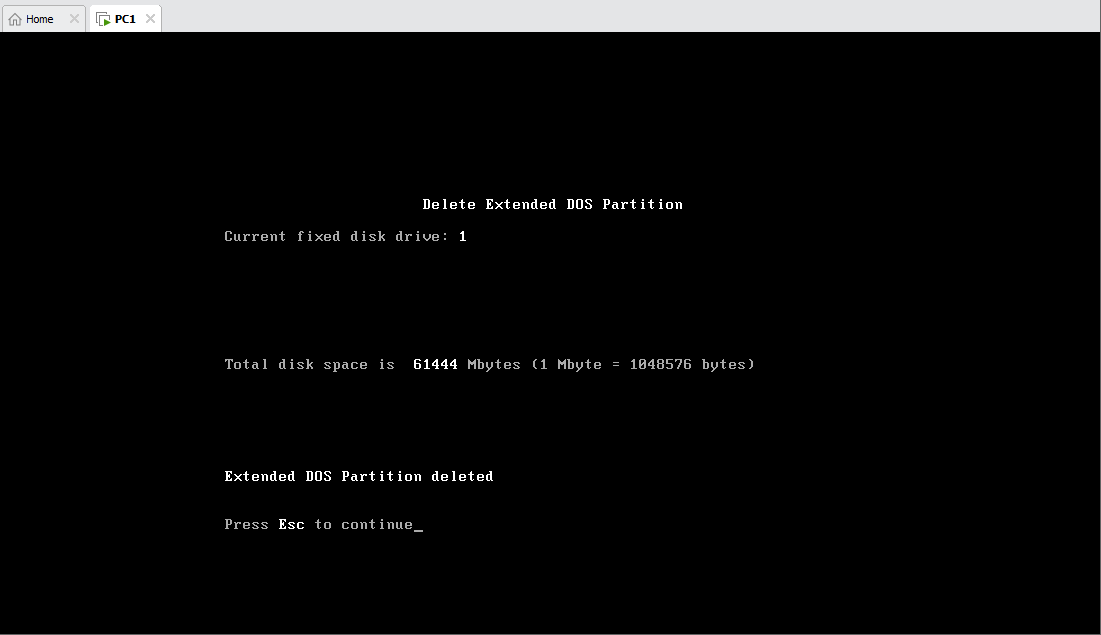 Home
PC1
Delete Extended DOS Partition
Current fixed disk drive: 1
Total disk space is  61444 Mbytes (1 Mbyte = 1048576 bytes)
Extended DOS Partition deleted
Press Esc to continue_